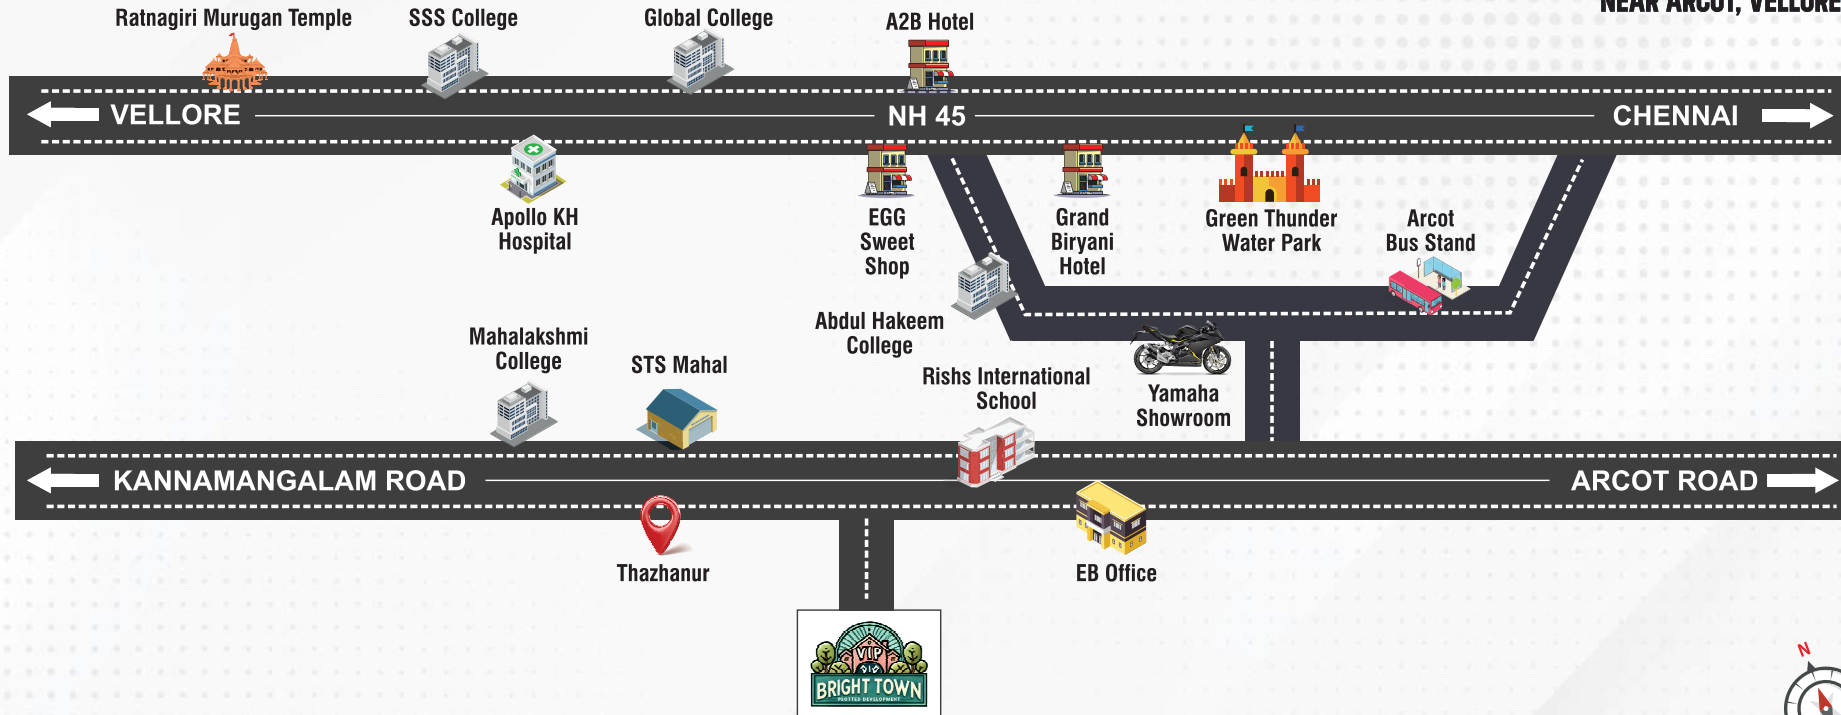 NEAR ARCOT, VELLORE
Ratnagiri Murugan Temple
SSS College
Global College
A2B Hotel
VELLORE
NH 45
CHENNAI
Apollo KH
Hospital
EGG
Sweet
Shop
Grand
Biryani
Hotel
Green Thunder
Water Park
Arcot
Bus Stand
Abdul Hakeem
College
Mahalakshmi
College
STS Mahal
Rishs International
School
Yamaha
Showroom
KANNAMANGALAM ROAD
ARCOT ROAD
Thazhanur
EB Office
VIP
BRIGHT TOWN
PLOTTED DEVELOPMENT
N